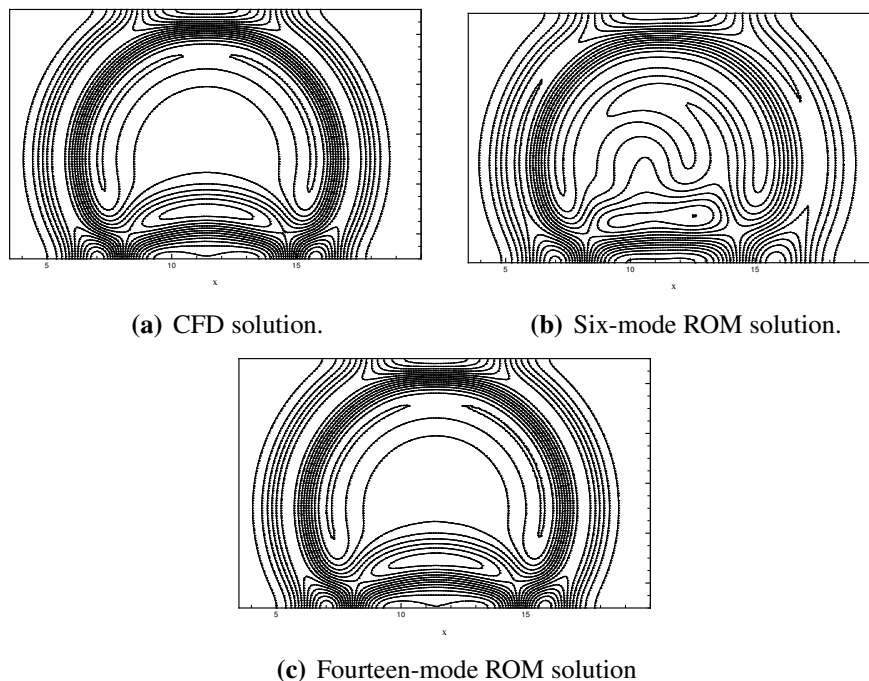 5 10 15
x
5 10 15
x
(a) CFD solution.
(b) Six-mode ROM solution.
5 10 15
x
(c) Fourteen-mode ROM solution